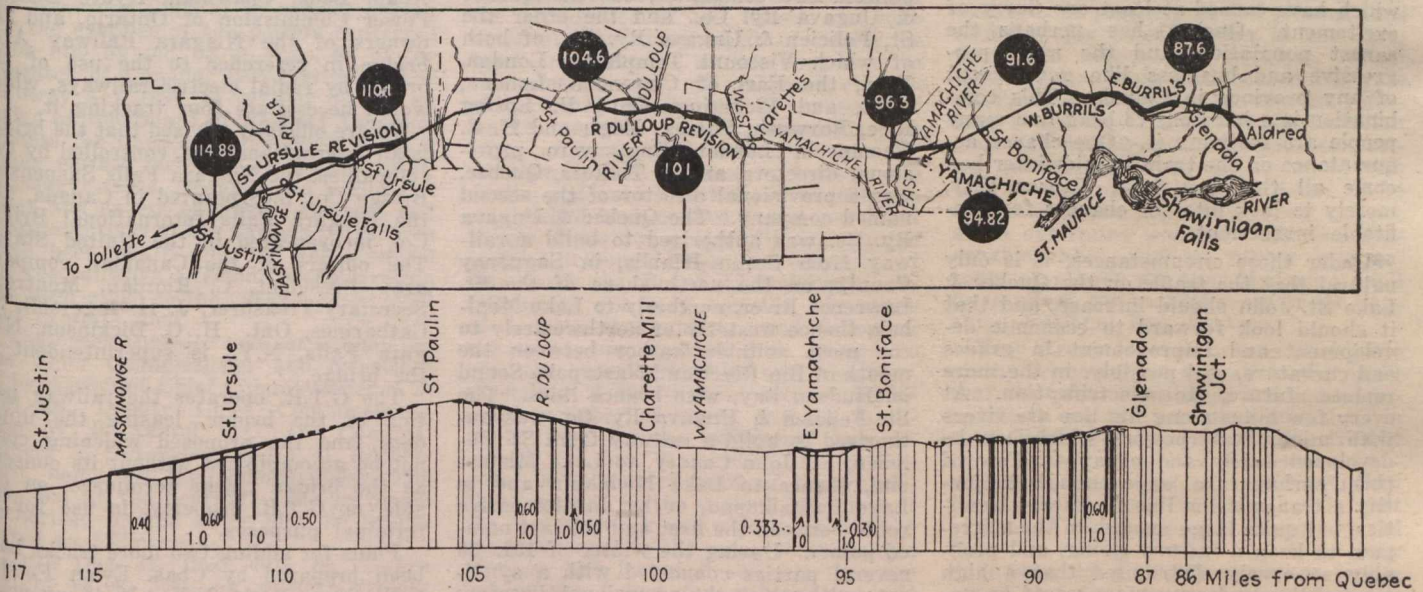 114.89
110.1
104.6
101
96.3
94.82
91.6
87.6
ST URSULE REVISION
RIVER
St Ursule
St. Ursule Falls
St. Justin
MASKINONGE
To Joliette
St Paulin
RIVER
DU LOUP
R DU LOUP REVISION
WEST
Charette's
YAMACHICHE
RIVER
EAST
YAMACHICHE
RIVER
E. YAMACHICHE
St Boniface
W. BURRILS
E. BURRILS
Glenada
Aldred
ST. MAURICE
Shawinigan
Falls
RIVER
St. Justin
MASKINONGE R
St. Ursule
St Paulin
R. DU LOUP
Charette Mill
W. YAMACHICHE
E Yamachiche
St. Boniface
Glenada
Shawinigan
Jct
0.40
0.60
1.0
1.0
0.50
0.60
1.0
0.50
1.0
0.333
1.0
1.0
0.30
0.60
1.0
117 115 110 105 100 95 90 87 86 Miles from Quebec